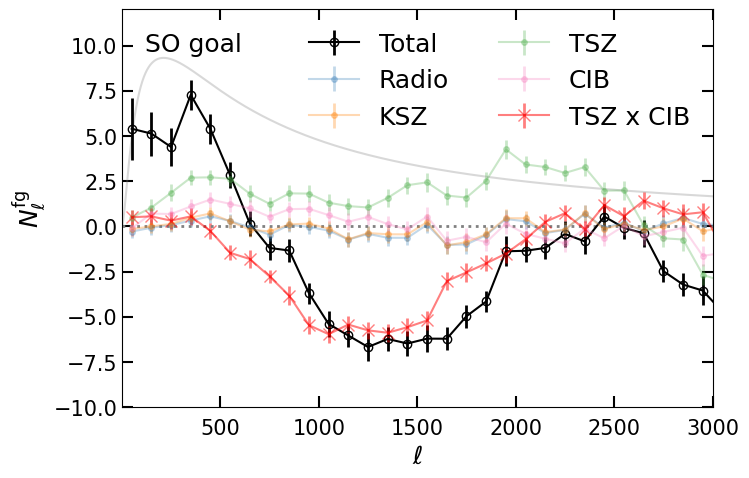 SO goal
Total
Radio
KSZ
TSZ
CIB
TSZ x CIB
10.0
7.5
5.0
2.5
0.0
−2.5
−5.0
−7.5
−10.0
N_ℓ^fg
500 1000 1500 2000 2500 3000
ℓ